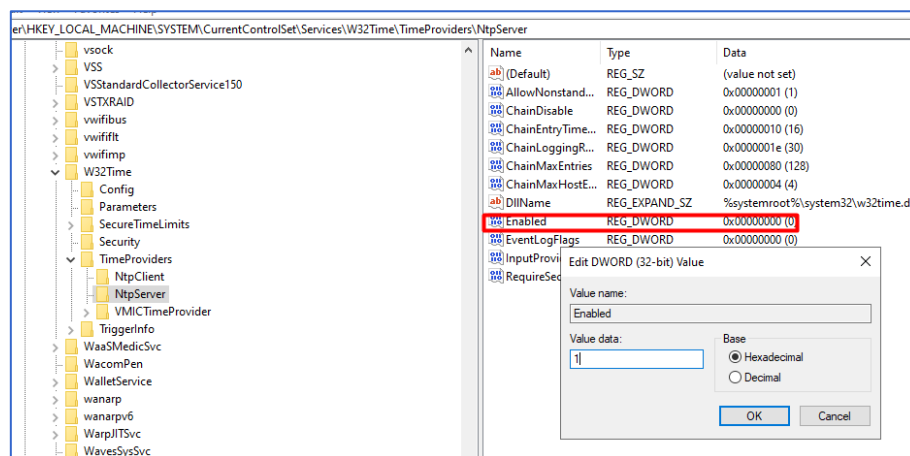 er\HKEY_LOCAL_MACHINE\SYSTEM\CurrentControlSet\Services\W32Time\TimeProviders\NtpServer
vsock
VSS
VSStandardCollectorService150
VSTXRAID
vwifibus
vwififlt
vwifimp
W32Time
Config
Parameters
SecureTimeLimits
Security
TimeProviders
NtpClient
NtpServer
VMICTimeProvider
TriggerInfo
WaaSMedicSvc
WacomPen
WalletService
wanarp
wanarpv6
WarpJITSvc
WavesSysSvc
Name Type Data
(Default) REG_SZ (value not set)
AllowNonstand... REG_DWORD 0x00000001 (1)
ChainDisable REG_DWORD 0x00000000 (0)
ChainEntryTime... REG_DWORD 0x00000010 (16)
ChainLoggingR... REG_DWORD 0x0000001e (30)
ChainMaxEntries REG_DWORD 0x00000080 (128)
ChainMaxHostE... REG_DWORD 0x00000004 (4)
DllName REG_EXPAND_SZ %systemroot%\system32\w32time.d
Enabled REG_DWORD 0x00000000 (0)
EventLogFlags REG_DWORD 0x00000000 (0)
InputProvi
RequireSec
Edit DWORD (32-bit) Value
Value name:
Enabled
Value data:
1
Base
Hexadecimal
Decimal
OK Cancel